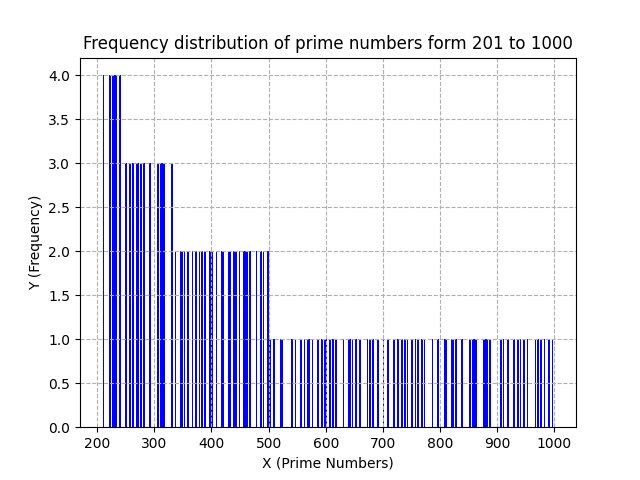 Frequency distribution of prime numbers form 201 to 1000
4.0
3.5
3.0
2.5
2.0
1.5
1.0
0.5
0.0
Y (Frequency)
200 300 400 500 600 700 800 900 1000
X (Prime Numbers)